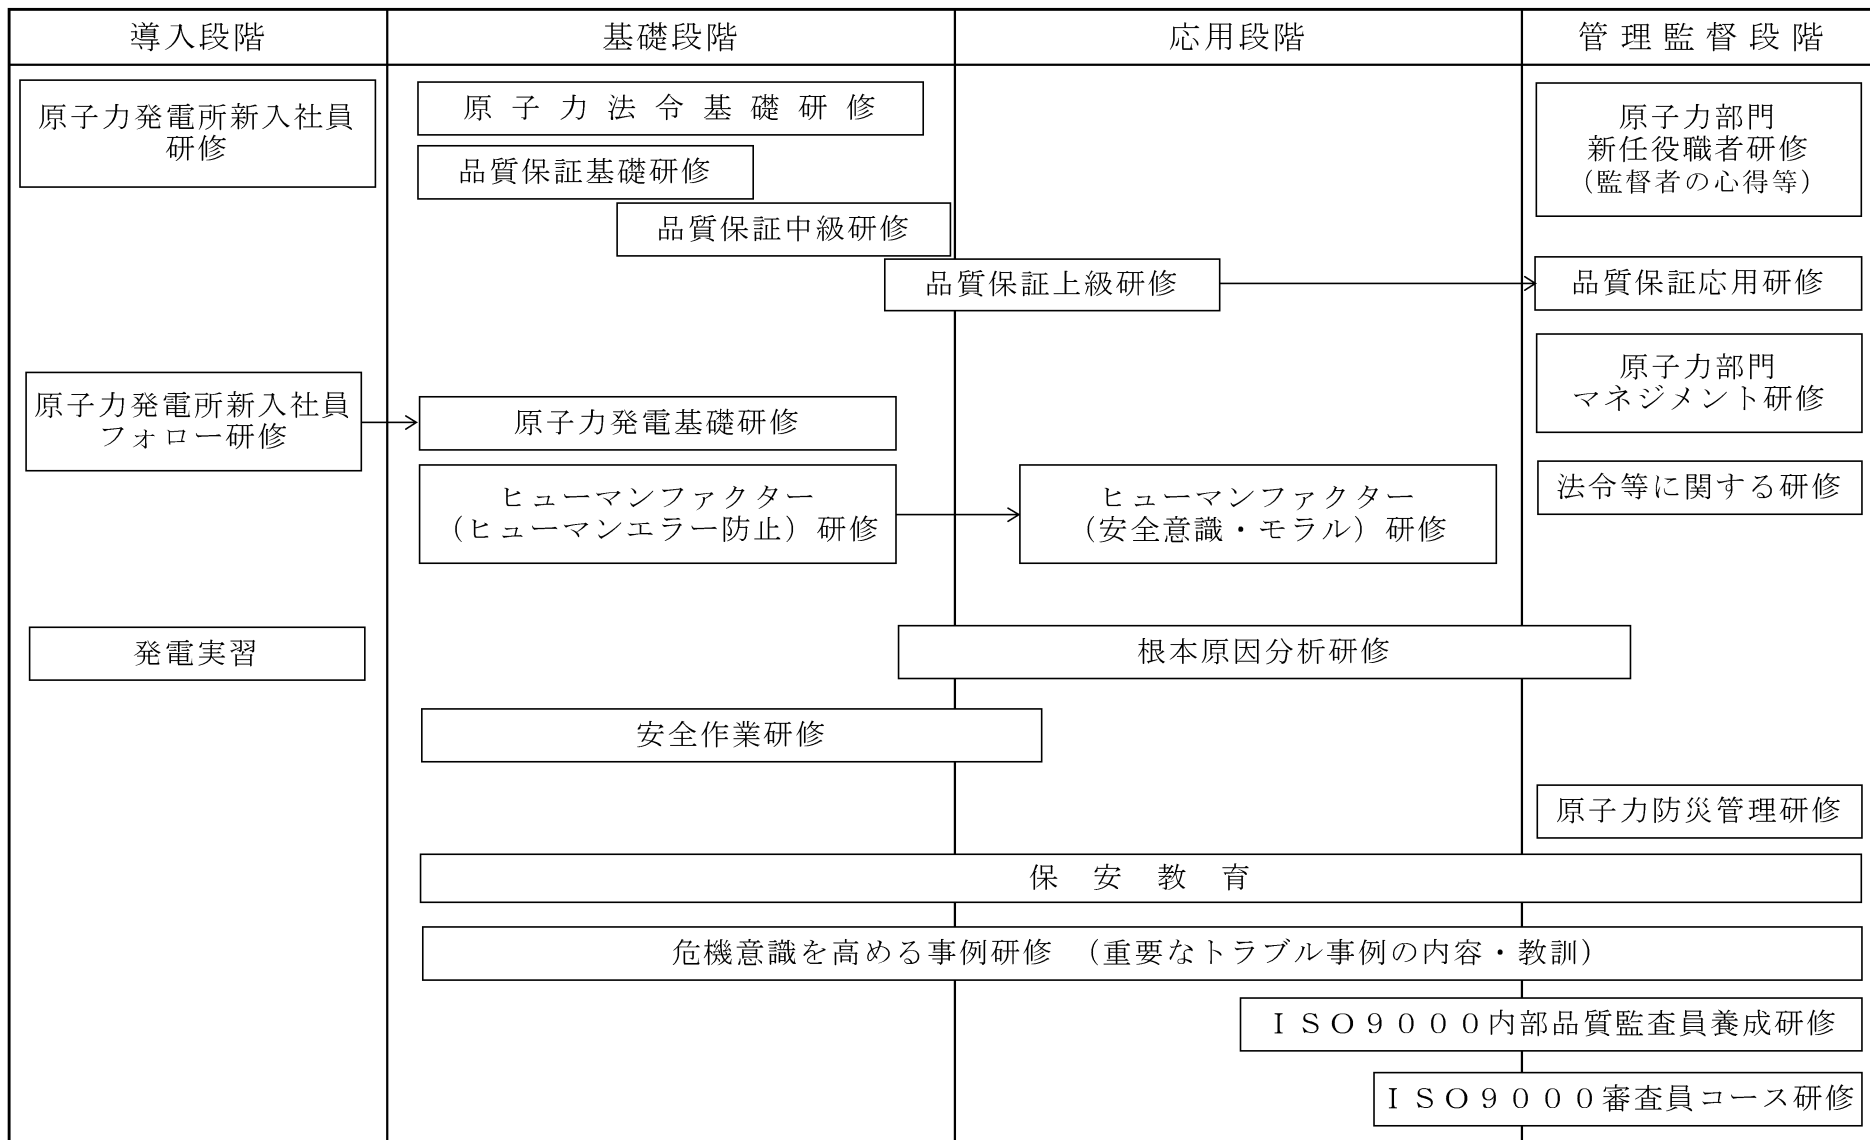 導入段階
基礎段階
応用段階
管理監督段階
原子力発電所新入社員
研修
原子力法令基礎研修
原子力部門
新任役職者研修
（監督者の心得等）
品質保証基礎研修
品質保証中級研修
品質保証上級研修
品質保証応用研修
原子力部門
マネジメント研修
原子力発電所新入社員
フォロー研修
原子力発電基礎研修
ヒューマンファクター
（ヒューマンエラー防止）研修
ヒューマンファクター
（安全意識・モラル）研修
法令等に関する研修
発電実習
根本原因分析研修
安全作業研修
原子力防災管理研修
保安教育
危機意識を高める事例研修　（重要なトラブル事例の内容・教訓）
ＩＳＯ９０００内部品質監査員養成研修
ＩＳＯ９０００審査員コース研修